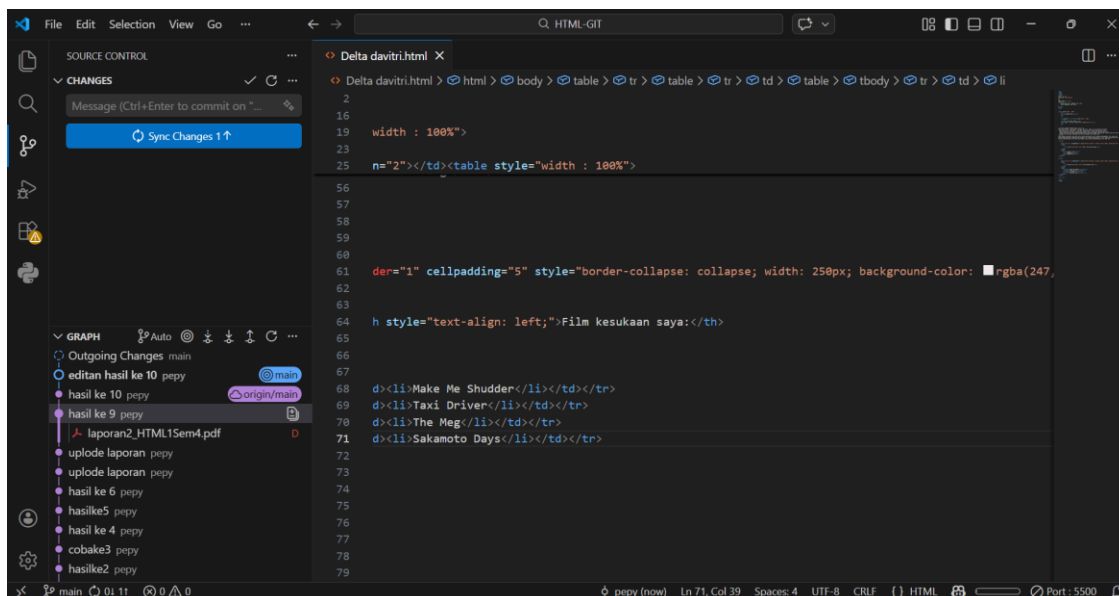 File Edit Selection View Go ··· ← → HTML-GIT
SOURCE CONTROL ···
CHANGES ···
Message (Ctrl+Enter to commit on "...
Sync Changes 1↑
GRAPH Auto ···
Outgoing Changes main
editan hasil ke 10 pepy main
hasil ke 10 pepy origin/main
hasil ke 9 pepy
laporan2_HTML1Sem4.pdf D
uplode laporan pepy
uplode laporan pepy
hasil ke 6 pepy
hasilke5 pepy
hasil ke 4 pepy
cobake3 pepy
hasilke2 pepy
Delta davitri.html ×
Delta davitri.html > html > body > table > tr > table > tr > td > table > tbody > tr > td > li
2
16
19 width : 100%">
23
25 n="2"></td><table style="width : 100%">
56
57
58
59
60
61 der="1" cellpadding="5" style="border-collapse: collapse; width: 250px; background-color: rgba(247,
62
63
64 h style="text-align: left;">Film kesukaan saya:</th>
65
66
67
68 d><li>Make Me Shudder</li></td></tr>
69 d><li>Taxi Driver</li></td></tr>
70 d><li>The Meg</li></td></tr>
71 d><li>Sakamoto Days</li></td></tr>
72
73
74
75
76
77
78
79
main 0↓ 1↑ 0 0 pepy (now) Ln 71, Col 39 Spaces: 4 UTF-8 CRLF {} HTML Port : 5500